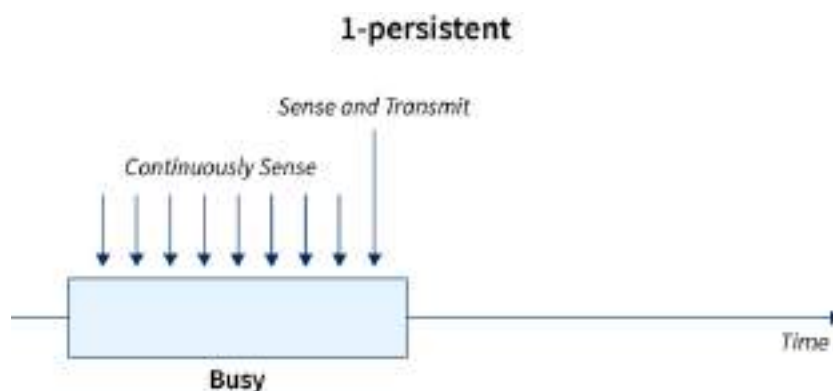 1-persistent
Sense and Transmit
Continuously Sense
Time
Busy